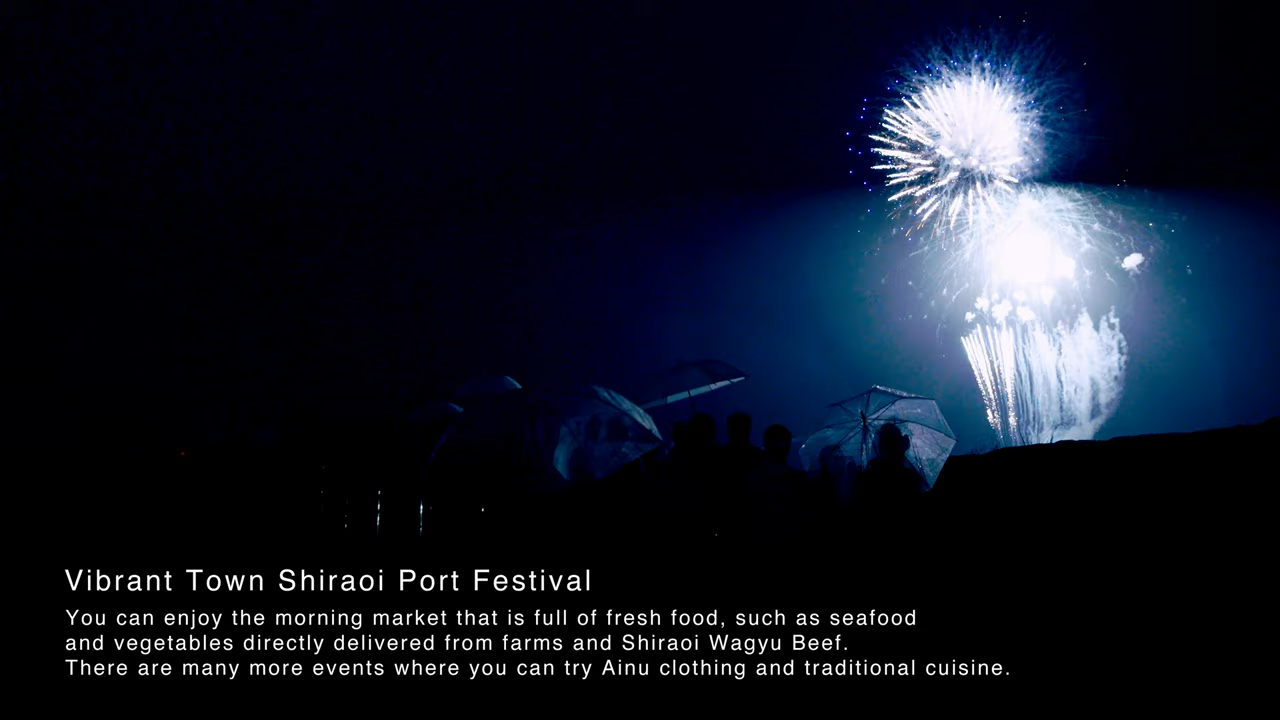 Vibrant Town Shiraoi Port Festival
You can enjoy the morning market that is full of fresh food, such as seafood
and vegetables directly delivered from farms and Shiraoi Wagyu Beef.
There are many more events where you can try Ainu clothing and traditional cuisine.